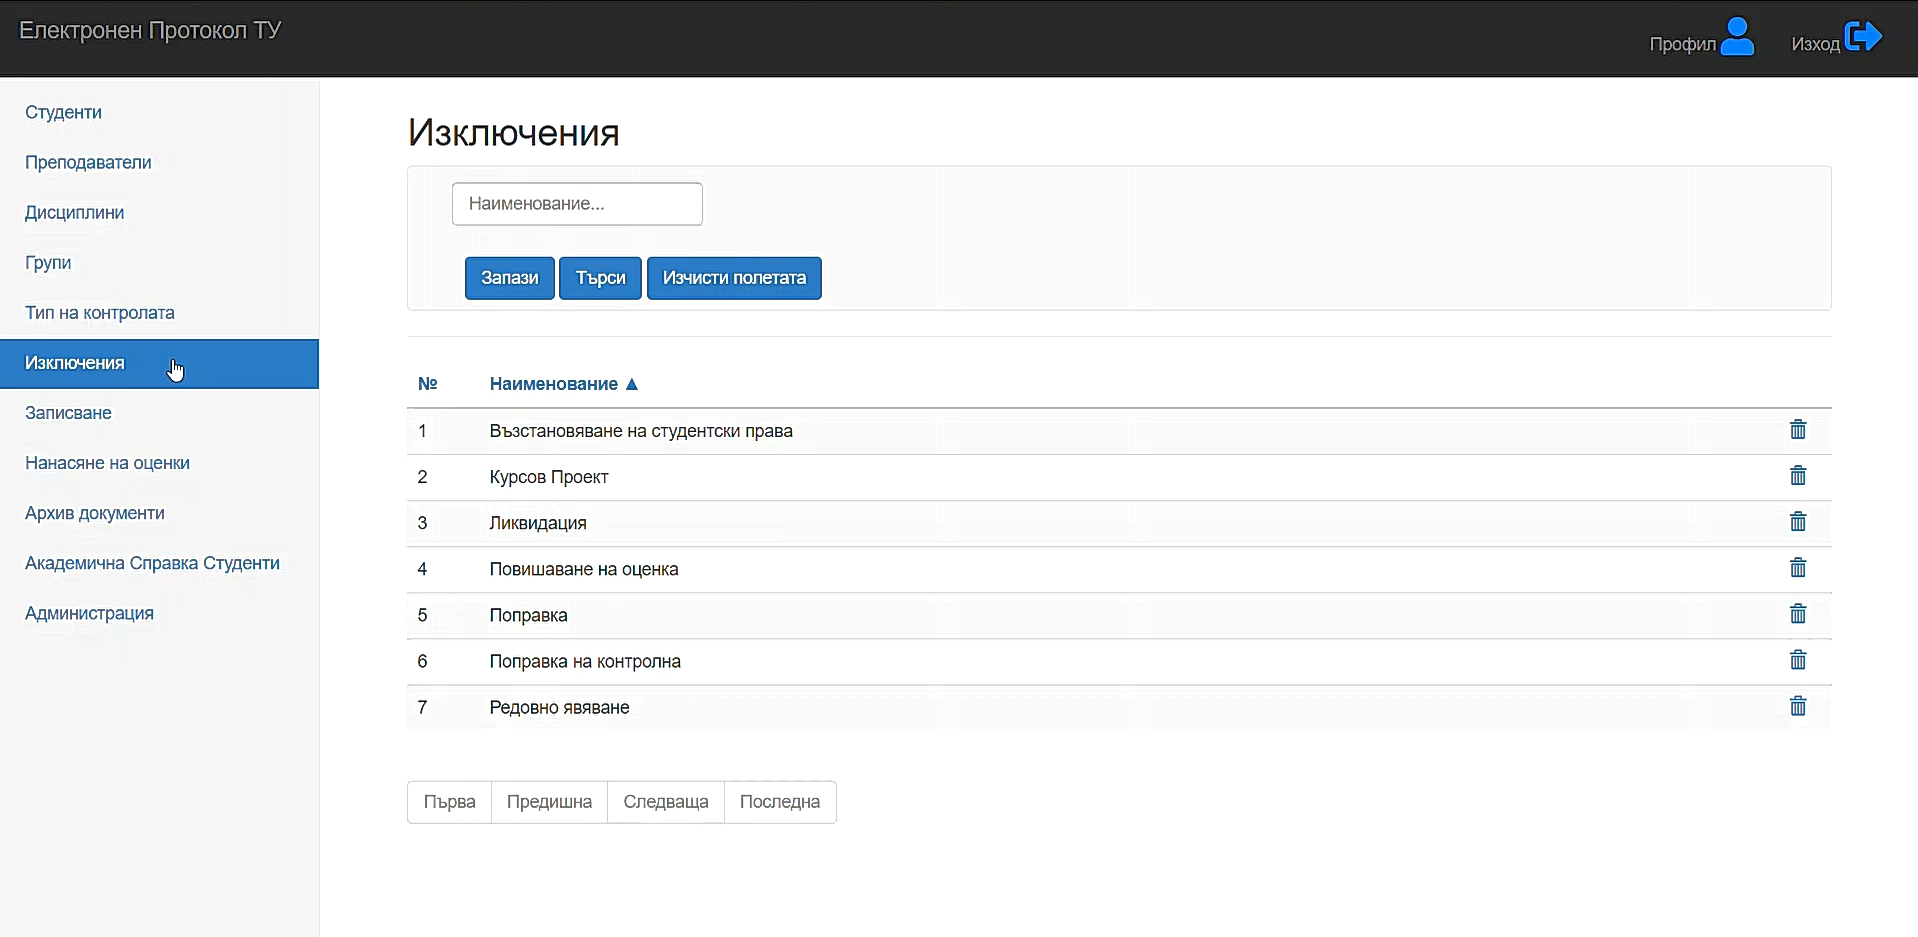 Електронен Протокол ТУ
Профил
Изход
Студенти
Преподаватели
Дисциплини
Групи
Тип на контролата
Изключения
Записване
Нанасяне на оценки
Архив документи
Академична Справка Студенти
Администрация
Изключения
Наименование...
Запази Търси Изчисти полетата
№ Наименование ▲
1 Възстановяване на студентски права
2 Курсов Проект
3 Ликвидация
4 Повишаване на оценка
5 Поправка
6 Поправка на контролна
7 Редовно явяване
Първа Предишна Следваща Последна